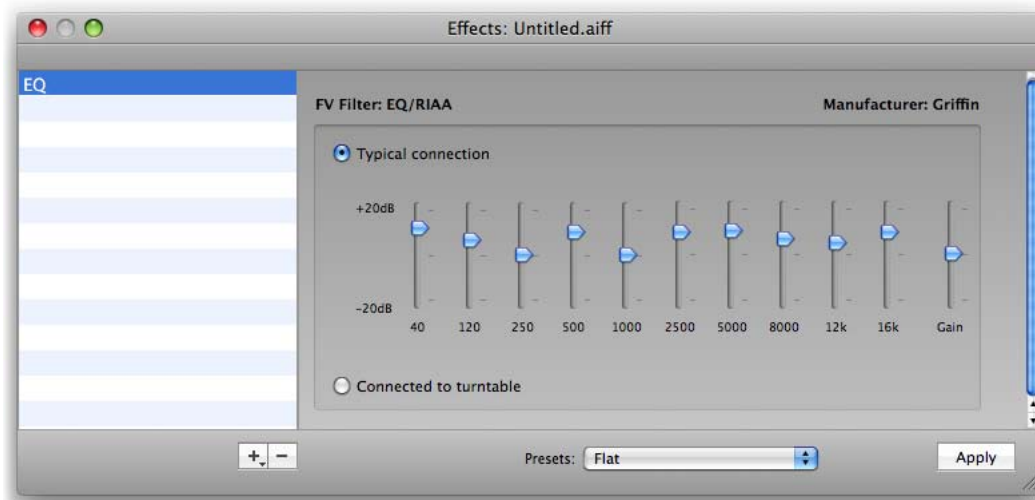 Effects: Untitled.aiff
EQ
FV Filter: EQ/RIAA Manufacturer: Griffin
Typical connection
+20dB
-20dB
40 120 250 500 1000 2500 5000 8000 12k 16k Gain
Connected to turntable
+ - Presets: Flat Apply